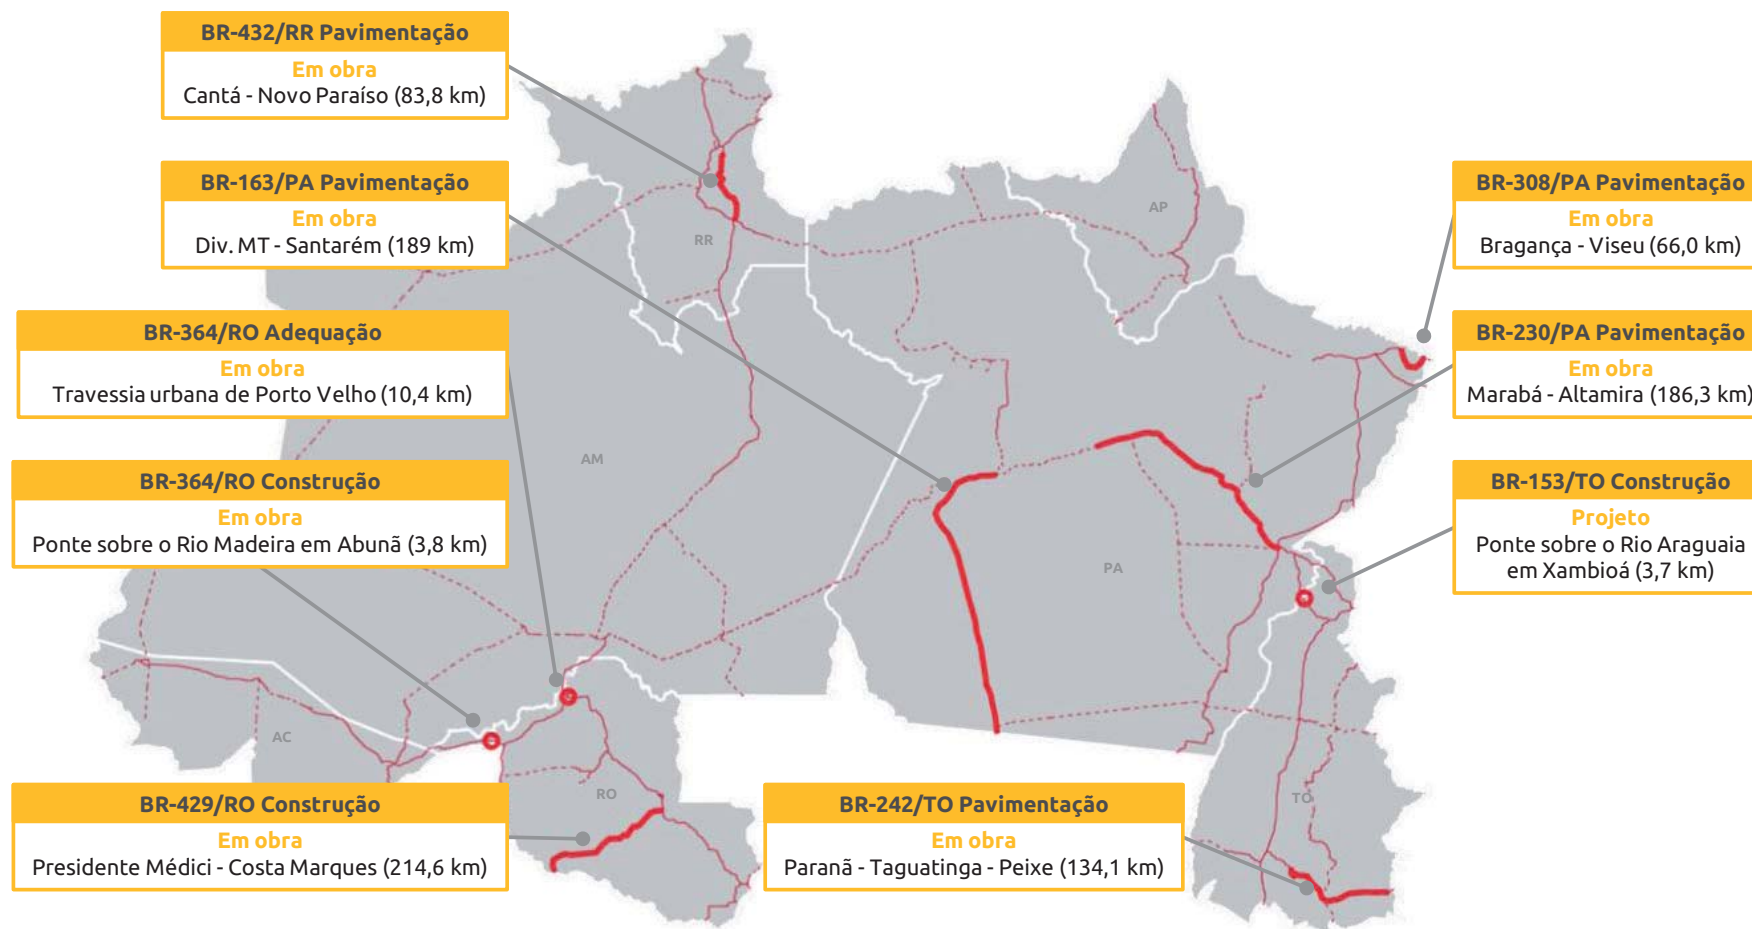 BR-432/RR Pavimentação
Em obra
Cantá - Novo Paraíso (83,8 km)
BR-163/PA Pavimentação
Em obra
Div. MT - Santarém (189 km)
BR-364/RO Adequação
Em obra
Travessia urbana de Porto Velho (10,4 km)
BR-364/RO Construção
Em obra
Ponte sobre o Rio Madeira em Abunã (3,8 km)
BR-429/RO Construção
Em obra
Presidente Médici - Costa Marques (214,6 km)
BR-242/TO Pavimentação
Em obra
Paranã - Taguatinga - Peixe (134,1 km)
BR-308/PA Pavimentação
Em obra
Bragança - Viseu (66,0 km)
BR-230/PA Pavimentação
Em obra
Marabá - Altamira (186,3 km)
BR-153/TO Construção
Projeto
Ponte sobre o Rio Araguaia
em Xambioá (3,7 km)
RR
AP
AM
PA
AC
RO
TO